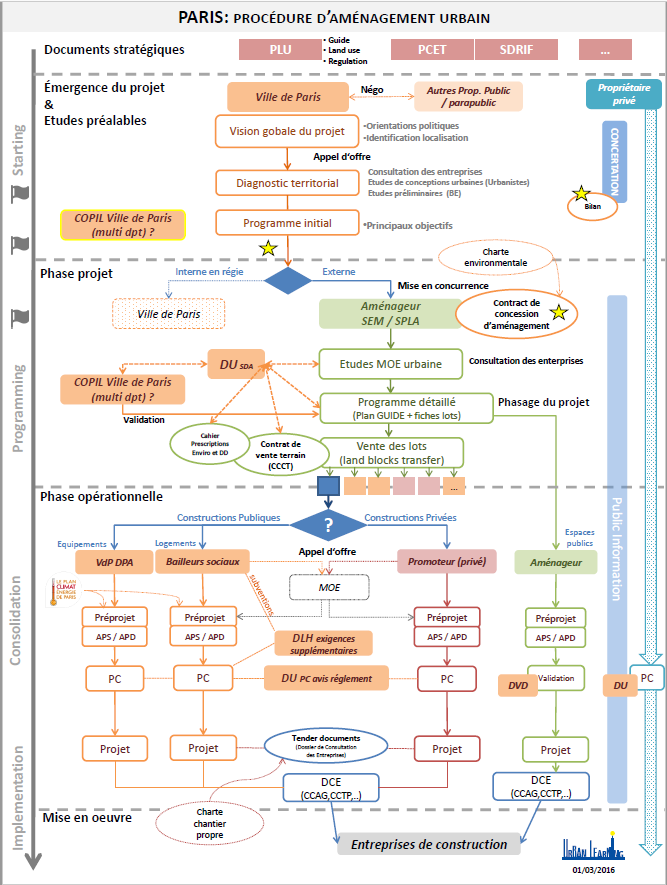 PARIS: PROCÉDURE D'AMÉNAGEMENT URBAIN
Documents stratégiques
PLU
• Guide
• Land use
• Regulation
PCET
SDRIF
...
Émergence du projet
&
Etudes préalables
Ville de Paris
Négo
Autres Prop. Public /
parapublic
Propriétaire
privé
Starting
Vision gobale du projet
•Orientations politiques
•Identification localisation
CONCERTATION
Appel d'offre
Diagnostic territorial
Consultation des entreprises
Etudes de conceptions urbaines (Urbanistes)
Etudes préliminaires (BE)
Bilan
COPIL Ville de Paris
(multi dpt) ?
Programme initial
•Principaux objectifs
Phase projet
Interne en régie
Externe
Charte
environmentale
Mise en concurrence
Ville de Paris
Aménageur
SEM / SPLA
Contract de
concession
d'aménagement
Programming
DU SDA
Etudes MOE urbaine
Consultation des enterprises
COPIL Ville de Paris
(multi dpt) ?
Validation
Programme détaillé
(Plan GUIDE + fiches lots)
Phasage du projet
Cahier
Prescriptions
Enviro et DD
Contrat de
vente terrain
(CCCT)
Vente des lots
(land blocks transfer)
...
Phase opérationnelle
Public Information
Constructions Publiques
?
Constructions Privées
Equipements
Logements
Espaces
publics
VdP DPA
Bailleurs sociaux
Appel d'offre
Promoteur (privé)
Aménageur
LE PLAN
CLIMAT
ÉNERGIE
DE PARIS
subventions
MOE
Consolidation
Préprojet
APS / APD
Préprojet
APS / APD
Préprojet
APS / APD
Préprojet
APS / APD
DLH exigences
supplémentaires
PC
PC
DU PC avis réglement
PC
DVD
Validation
DU
PC
Projet
Projet
Tender documents
(Dossier de Consultation
des Entreprises)
Projet
Projet
Implementation
DCE
(CCAG,CCTP,..)
DCE
(CCAG,CCTP,..)
Mise en oeuvre
Charte
chantier
propre
Entreprises de construction
URBAN LEARNING
01/03/2016